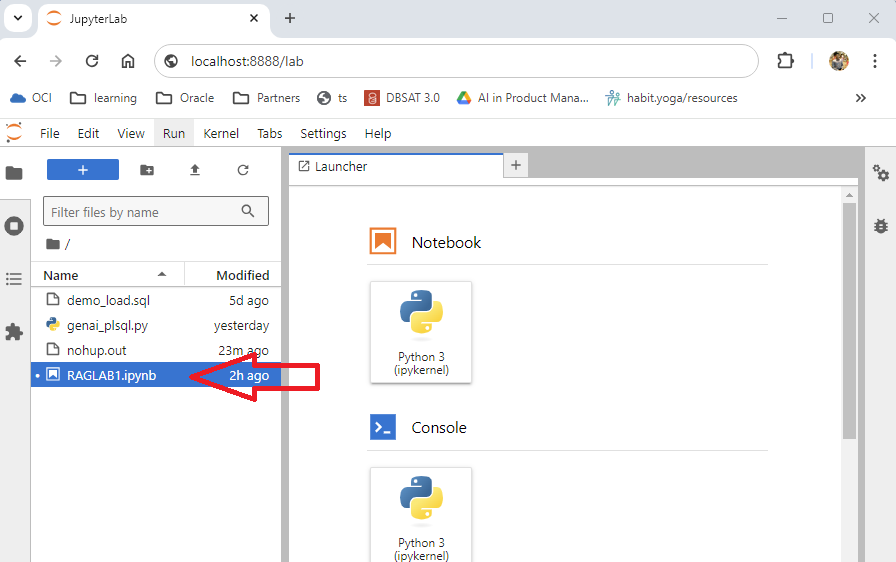 JupyterLab
localhost:8888/lab
OCI learning Oracle Partners ts DBSAT 3.0 AI in Product Mana... habit.yoga/resources
File Edit View Run Kernel Tabs Settings Help
Launcher
Filter files by name
/
Name Modified
demo_load.sql 5d ago
genai_plsql.py yesterday
nohup.out 23m ago
RAGLAB1.ipynb 2h ago
Notebook
Python 3
(ipykernel)
Console
Python 3
(ipykernel)